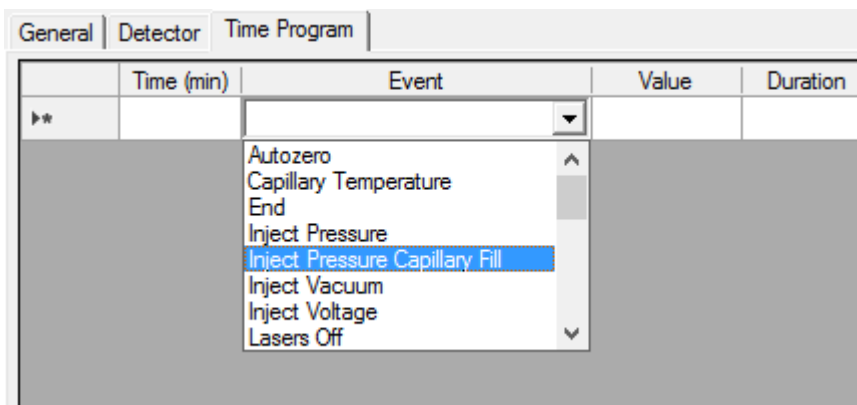 General Detector Time Program
Time (min) Event Value Duration
Autozero
Capillary Temperature
End
Inject Pressure
Inject Pressure Capillary Fill
Inject Vacuum
Inject Voltage
Lasers Off